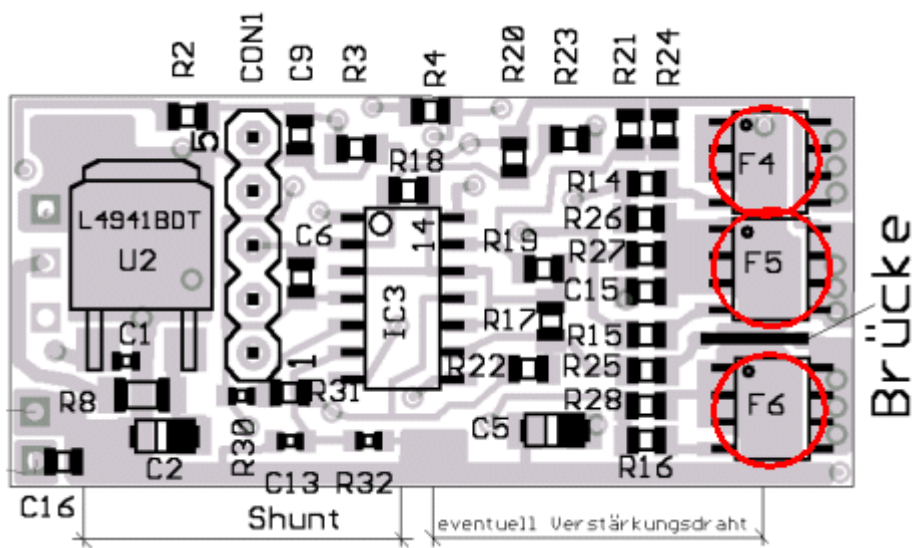 R2
CON1
C9
R3
R4
R20
R23
R21
R24
5
R18
R14
F4
L4941BDT
U2
14
R26
C6
R19
R27
F5
C15
IC3
R17
R15
Brücke
C1
1
R22
R25
R8
R31
R28
F6
C5
C2
R30
R16
C13
R32
C16
Shunt
eventuell Verstärkungsdraht